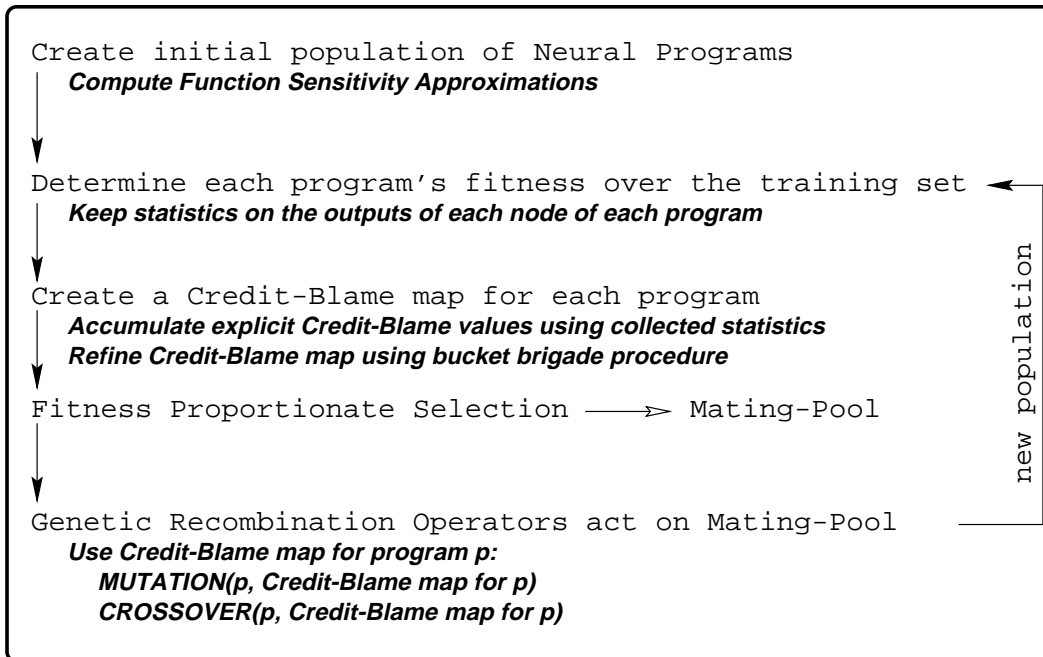 Create initial population of Neural Programs
Compute Function Sensitivity Approximations
Determine each program's fitness over the training set
Keep statistics on the outputs of each node of each program
Create a Credit-Blame map for each program
Accumulate explicit Credit-Blame values using collected statistics
Refine Credit-Blame map using bucket brigade procedure
Fitness Proportionate Selection Mating-Pool
Genetic Recombination Operators act on Mating-Pool
Use Credit-Blame map for program p:
MUTATION(p, Credit-Blame map for p)
CROSSOVER(p, Credit-Blame map for p)
new population